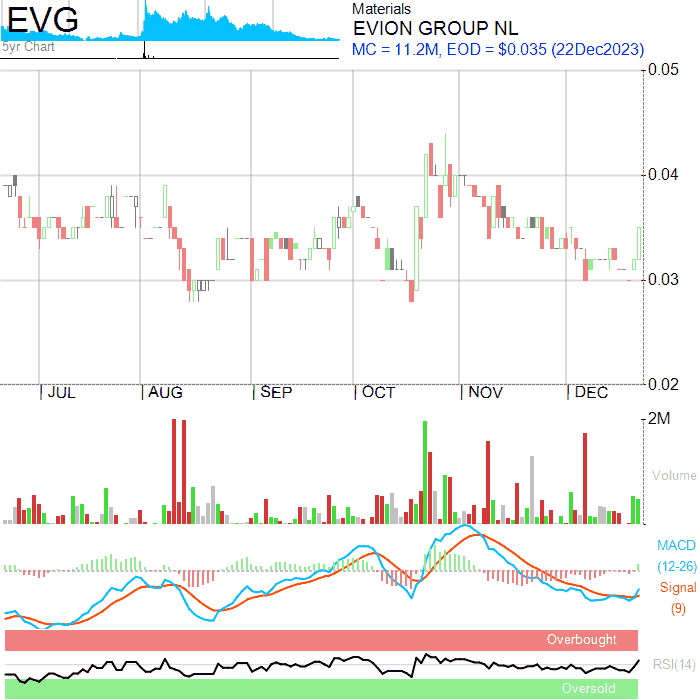 EVG
5yr Chart
Materials
EVION GROUP NL
MC = 11.2M, EOD = $0.035 (22Dec2023)
0.05
0.04
0.03
0.02
JUL AUG SEP OCT NOV DEC
2M
Volume
MACD
(12-26)
Signal
(9)
Overbought
RSI(14)
Oversold